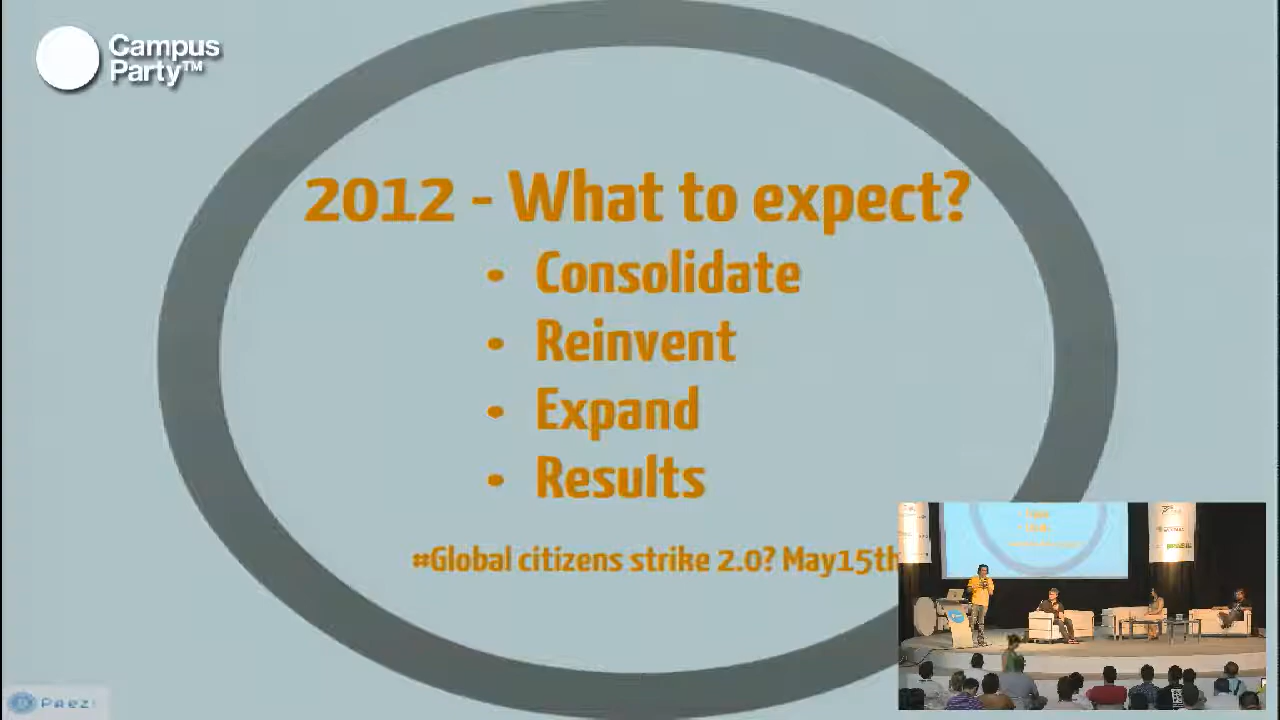 Campus
Party™
2012 - What to expect?
• Consolidate
• Reinvent
• Expand
• Results
#Global citizens strike 2.0? May15th
Prezi